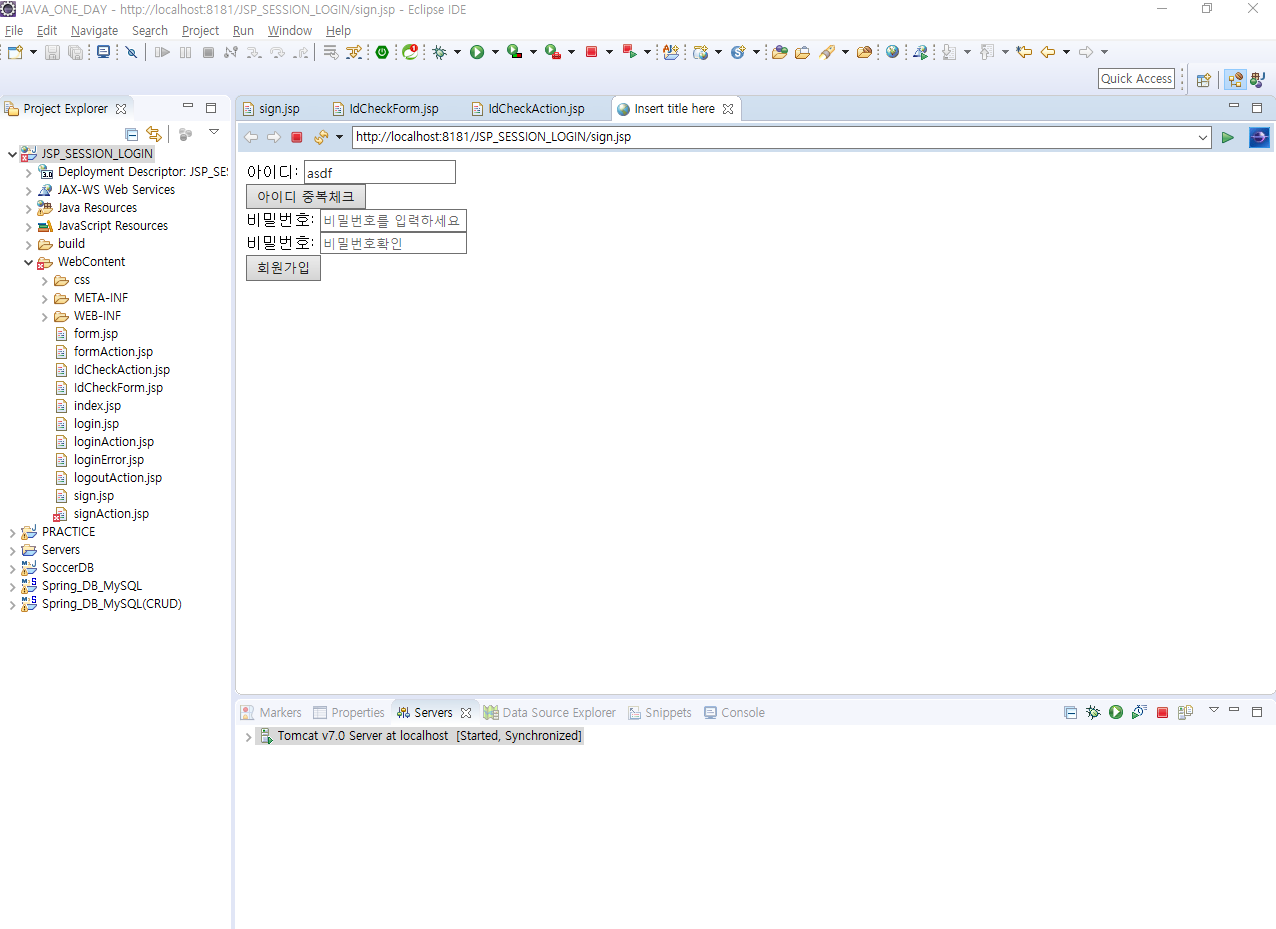 JAVA_ONE_DAY - http://localhost:8181/JSP_SESSION_LOGIN/sign.jsp - Eclipse IDE
File Edit Navigate Search Project Run Window Help
Quick Access
Project Explorer
sign.jsp IdCheckForm.jsp IdCheckAction.jsp Insert title here
http://localhost:8181/JSP_SESSION_LOGIN/sign.jsp
JSP_SESSION_LOGIN
Deployment Descriptor: JSP_SE
JAX-WS Web Services
Java Resources
JavaScript Resources
build
WebContent
css
META-INF
WEB-INF
form.jsp
formAction.jsp
IdCheckAction.jsp
IdCheckForm.jsp
index.jsp
login.jsp
loginAction.jsp
loginError.jsp
logoutAction.jsp
sign.jsp
signAction.jsp
PRACTICE
Servers
SoccerDB
Spring_DB_MySQL
Spring_DB_MySQL(CRUD)
아이디: asdf
아이디 중복체크
비밀번호: 비밀번호를 입력하세요
비밀번호: 비밀번호확인
회원가입
Markers Properties Servers Data Source Explorer Snippets Console
Tomcat v7.0 Server at localhost [Started, Synchronized]